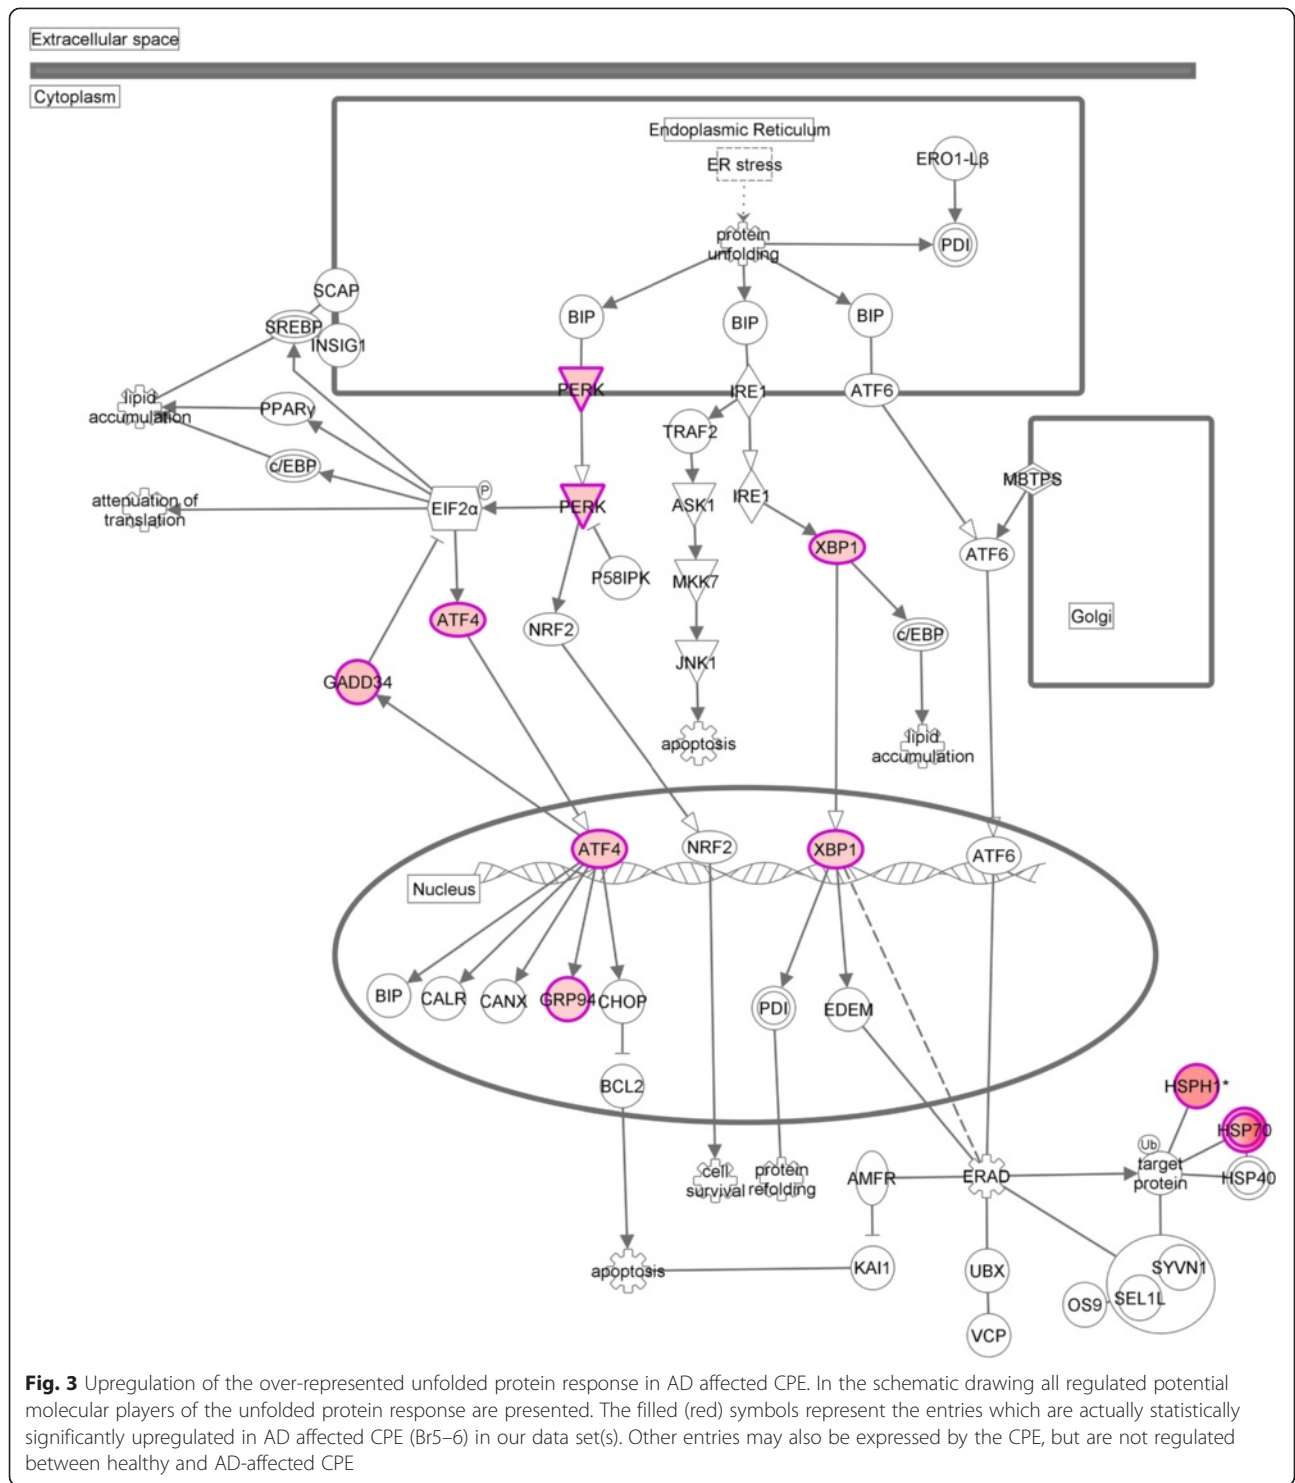 Extracellular space
Cytoplasm
Endoplasmic Reticulum
ER stress
ERO1-Lβ
protein
unfolding
PDI
SCAP
SREBP
INSIG1
BIP
BIP
BIP
PERK
IRE1
ATF6
lipid
accumulation
PPARγ
TRAF2
c/EBP
MBTPS
attenuation of
translation
EIF2α
P
PERK
ASK1
IRE1
XBP1
ATF6
P58IPK
MKK7
ATF4
NRF2
c/EBP
Golgi
GADD34
JNK1
apoptosis
lipid
accumulation
ATF4
NRF2
XBP1
ATF6
Nucleus
BIP
CALR
CANX
GRP94
CHOP
PDI
EDEM
BCL2
HSPH1*
HSP70
Ub
target
protein
HSP40
cell
survival
protein
refolding
AMFR
ERAD
apoptosis
KAI1
UBX
SYVN1
SEL1L
OS9
VCP
Fig. 3 Upregulation of the over-represented unfolded protein response in AD affected CPE. In the schematic drawing all regulated potential
molecular players of the unfolded protein response are presented. The filled (red) symbols represent the entries which are actually statistically
significantly upregulated in AD affected CPE (Br5–6) in our data set(s). Other entries may also be expressed by the CPE, but are not regulated
between healthy and AD-affected CPE